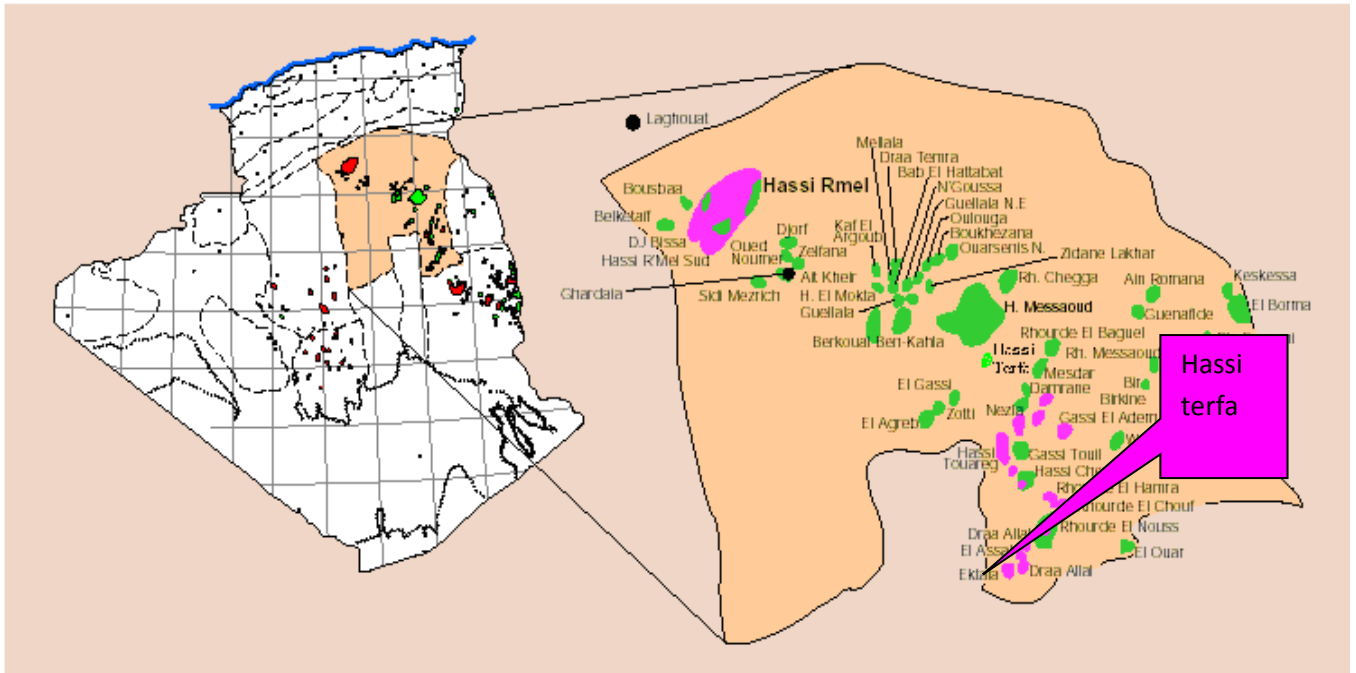 Laghouat
Mellala
Draa Temra
Bab El Hattabat
N'Goussa
Guellala N.E
Oulouga
Boukhezana
Ouarsenis N.
Zidane Lakhar
Bousbaa
Hassi Rmel
Belketaif
DJ Bissa
Hassi R'Mel Sud
Oued
Noumer
Djorf
Zelfana
Kaf El
Argoub
Ait Kheir
Ghardaia
Sidi Mezrich
H. El Mokta
Guellala
Rh. Chegga
Ain Romana
Keskessa
El Borma
Guenafide
H. Messaoud
Berkoual Ben-Kahla
Rhourde El Baguel
Hassi
Rh. Messaoud
Mesdar
Damrane
Bir
Birkine
El Gassi
Zotti
El Agreb
Nezla
Gassi El Adem
Hassi
Touareg
Gassi Touil
Hassi
Rhourde El Hamra
Rhourde El Chouf
Rhourde El Nouss
Draa Allal
El Assa
El Ouar
Draa Allal
Hassi
terfa